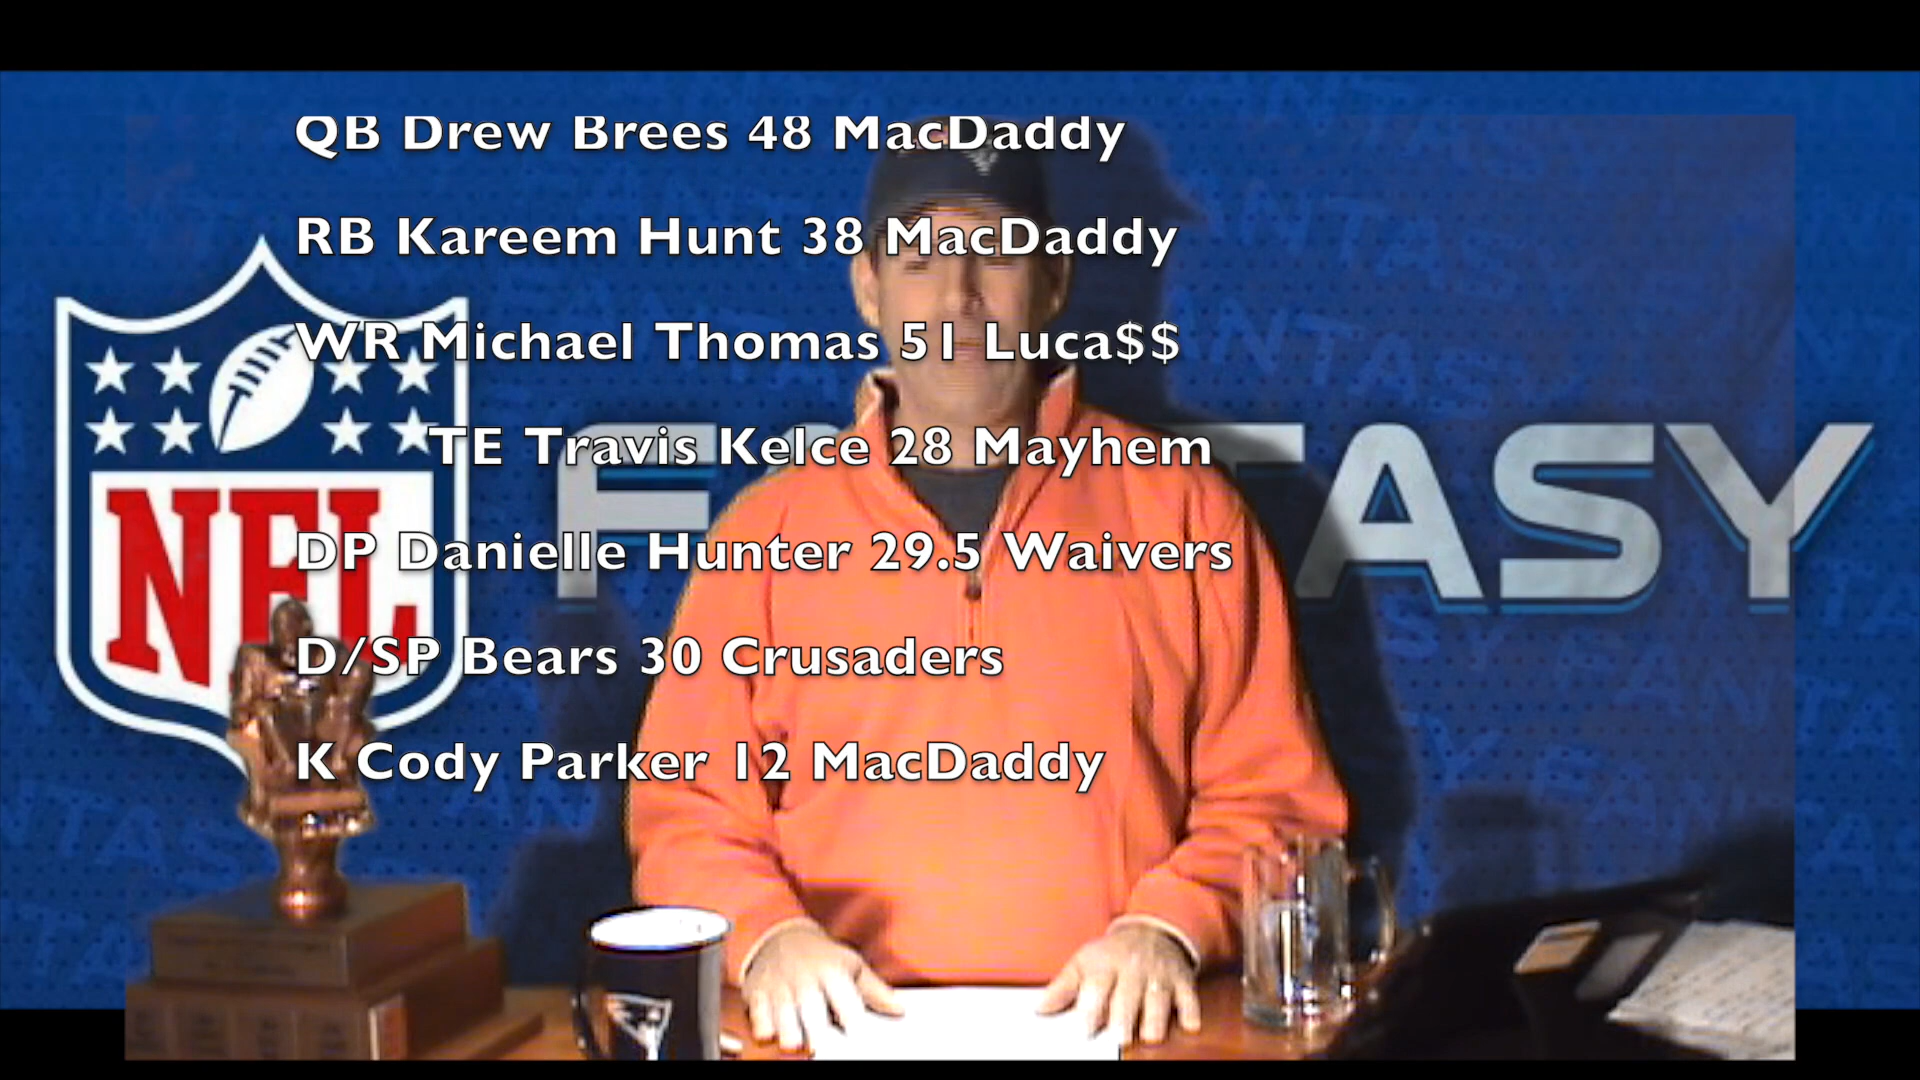 QB Drew Brees 48 MacDaddy
RB Kareem Hunt 38 MacDaddy
WR Michael Thomas 51 Luca$$
TE Travis Kelce 28 Mayhem
DP Danielle Hunter 29.5 Waivers
D/SP Bears 30 Crusaders
K Cody Parker 12 MacDaddy
NFL